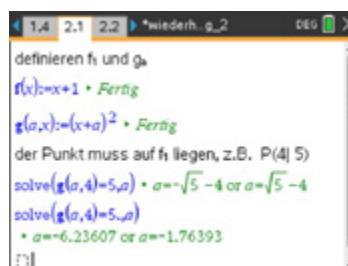 1.4 2.1 2.2 *wiederh...g_2 DEG
definieren f₁ und gₐ
f(x):=x+1 ▸ Fertig
g(a,x):=(x+a)² ▸ Fertig
der Punkt muss auf f₁ liegen, z.B. P(4| 5)
solve(g(a,4)=5,a) ▸ a=-√5 -4 or a=√5 -4
solve(g(a,4)=5.,a)
▸ a=-6.23607 or a=-1.76393